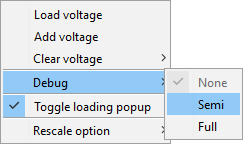 Load voltage
Add voltage
Clear voltage
Debug
None
Toggle loading popup
Semi
Rescale option
Full